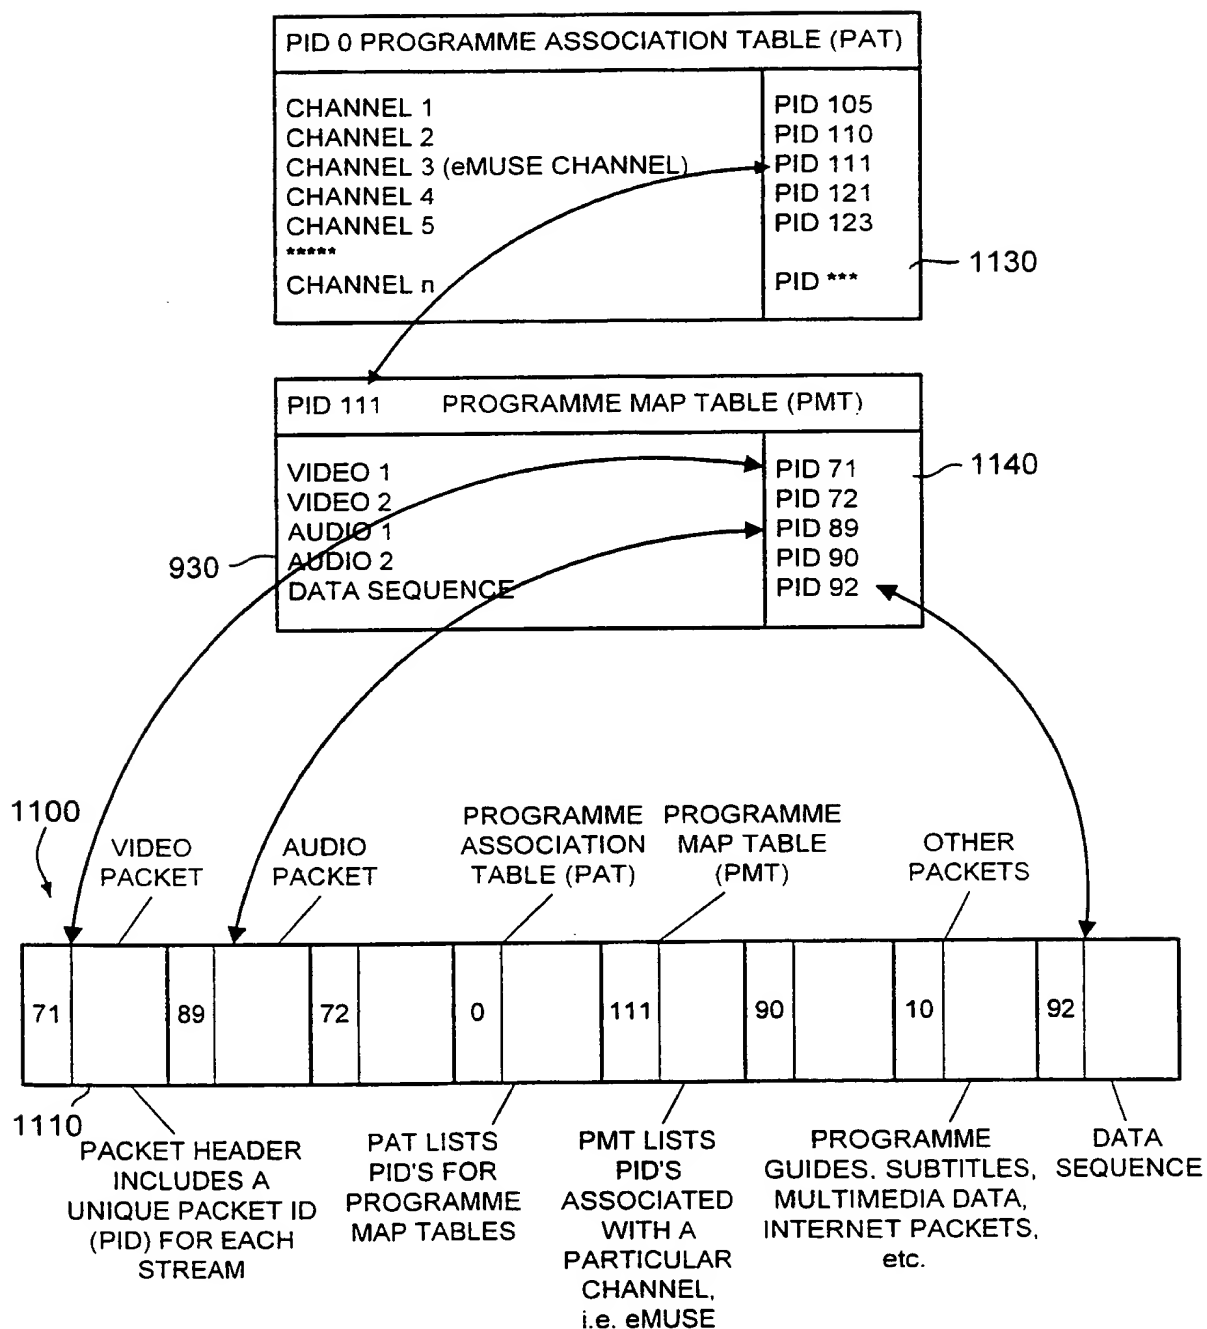 PID 0 PROGRAMME ASSOCIATION TABLE (PAT)
CHANNEL 1 PID 105
CHANNEL 2 PID 110
CHANNEL 3 (eMUSE CHANNEL) PID 111
CHANNEL 4 PID 121
CHANNEL 5 PID 123
*****
CHANNEL n PID ***
1130
PID 111 PROGRAMME MAP TABLE (PMT)
VIDEO 1 PID 71
VIDEO 2 PID 72
AUDIO 1 PID 89
AUDIO 2 PID 90
DATA SEQUENCE PID 92
1140
930
1100
VIDEO
PACKET
AUDIO
PACKET
PROGRAMME
ASSOCIATION
TABLE (PAT)
PROGRAMME
MAP TABLE
(PMT)
OTHER
PACKETS
71 89 72 0 111 90 10 92
1110
PACKET HEADER
INCLUDES A
UNIQUE PACKET ID
(PID) FOR EACH
STREAM
PAT LISTS
PID'S FOR
PROGRAMME
MAP TABLES
PMT LISTS
PID'S
ASSOCIATED
WITH A
PARTICULAR
CHANNEL,
i.e. eMUSE
PROGRAMME
GUIDES. SUBTITLES,
MULTIMEDIA DATA,
INTERNET PACKETS,
etc.
DATA
SEQUENCE